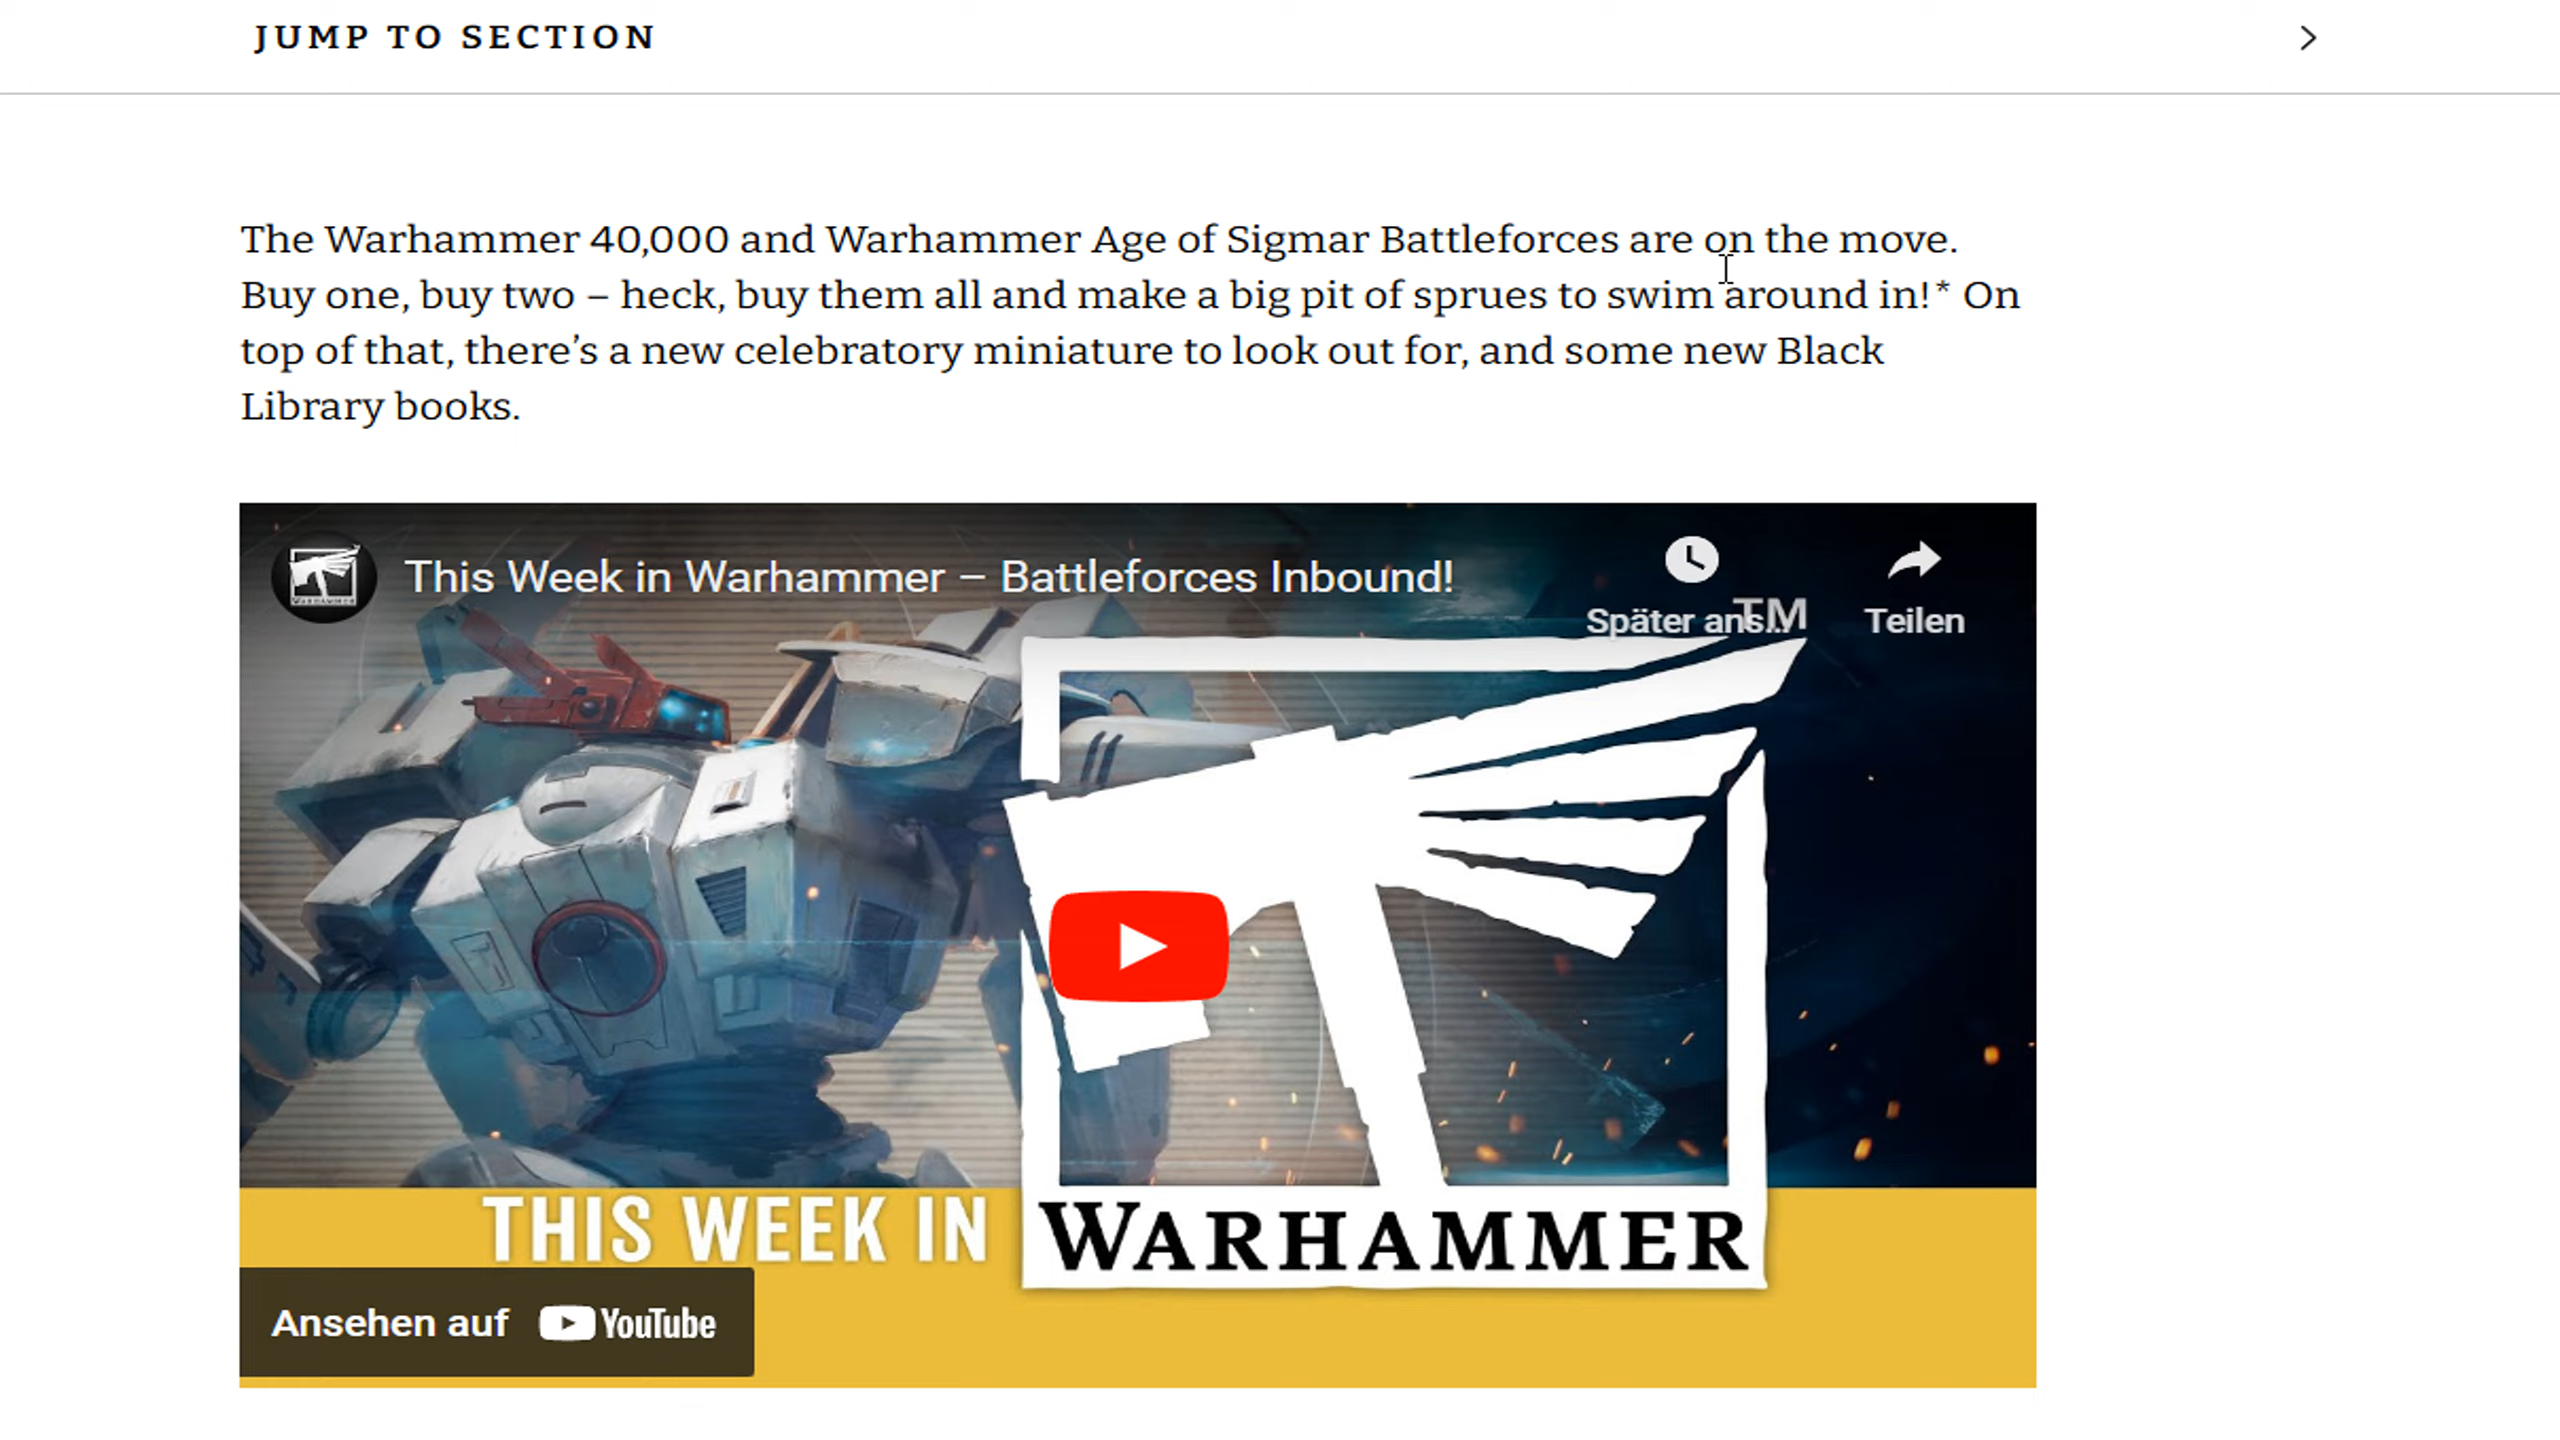 JUMP TO SECTION
The Warhammer 40,000 and Warhammer Age of Sigmar Battleforces are on the move.
Buy one, buy two – heck, buy them all and make a big pit of sprues to swim around in!* On
top of that, there’s a new celebratory miniature to look out for, and some new Black
Library books.
WARHAMMER
This Week in Warhammer – Battleforces Inbound!
Später ans...
TM
Teilen
THIS WEEK IN
WARHAMMER
Ansehen auf YouTube